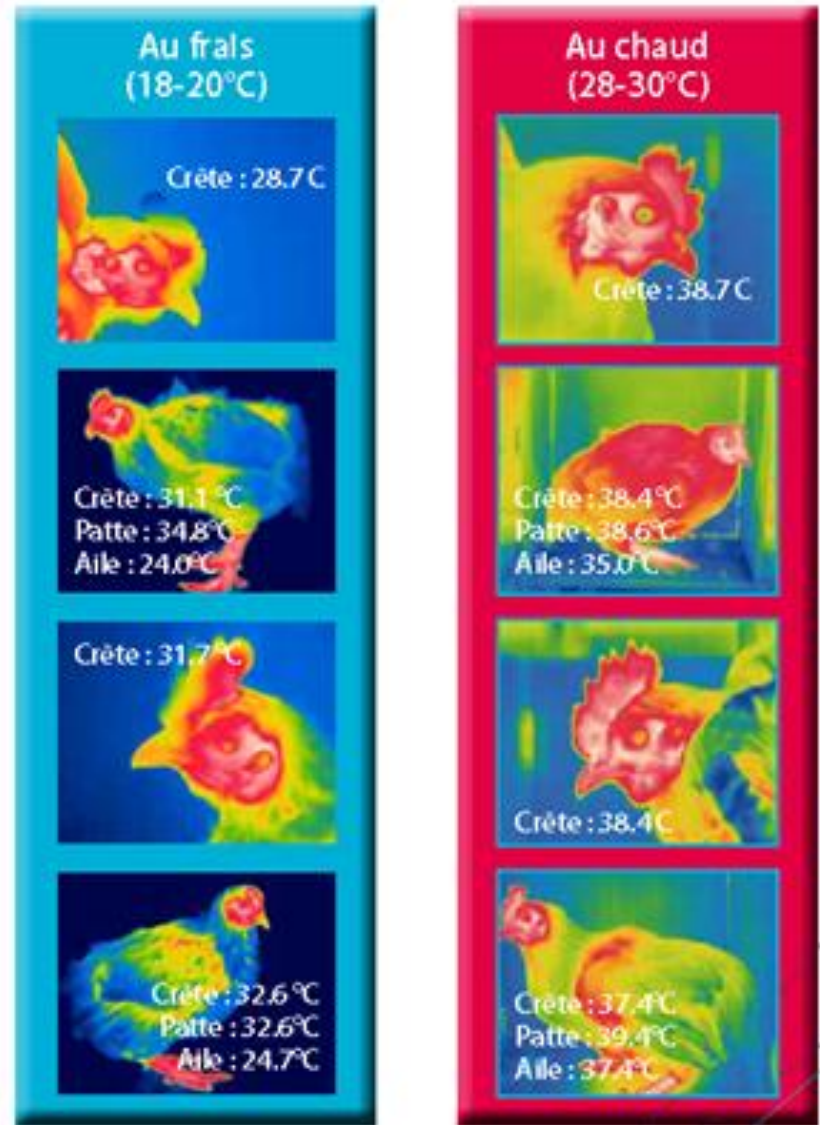 Au frais
(18-20°C)
Crête : 28.7 C
Crête : 31.1 °C
Patte : 34.8°C
Aile : 24.0°C
Crête : 31.7°C
Crête : 32.6 °C
Patte : 32.6°C
Aile : 24.7°C
Au chaud
(28-30°C)
Crête : 38.7 C
Crête : 38.4°C
Patte : 38.6°C
Aile : 35.0°C
Crête : 38.4 C
Crête : 37.4°C
Patte : 39.4°C
Aile : 37.4°C